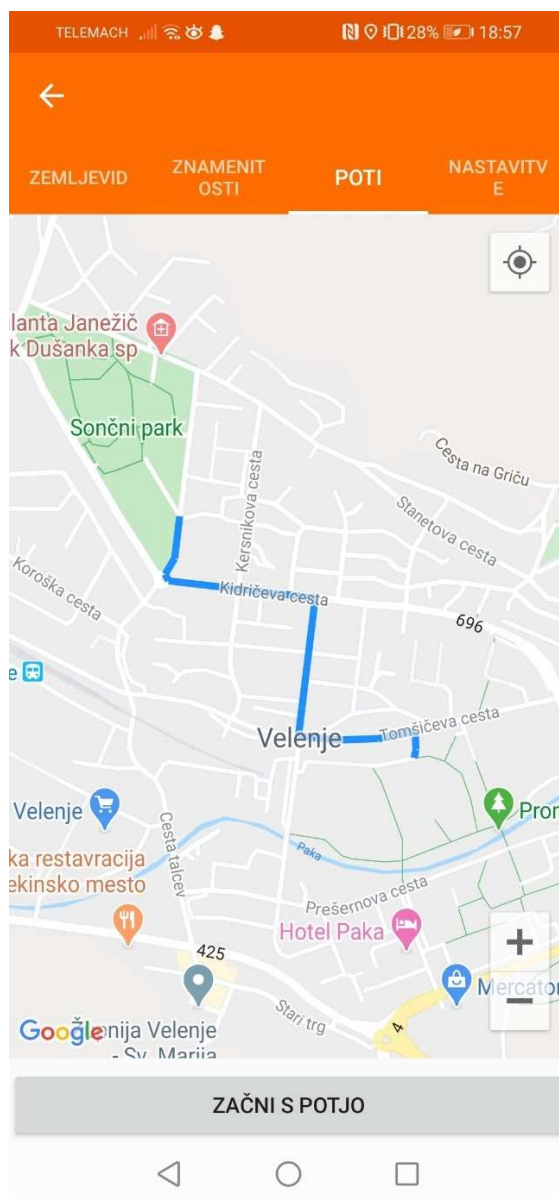 TELEMACH
28% 18:57
ZEMLJEVID
ZNAMENIT
OSTI
POTI
NASTAVITV
E
lanta Janežič
k Dušanka sp
Sončni park
Cesta na Griču
Kersnikova cesta
Stanetova cesta
Koroška cesta
Kidričeva cesta
696
e
Velenje
Tomšičeva cesta
Velenje
Pror
Cesta talcev
Paka
ka restavracija
ekinsko mesto
Prešernova cesta
Hotel Paka
425
Mercator
Stari trg
4
Google
onija Velenje
- Sv. Marija
ZAČNI S POTJO